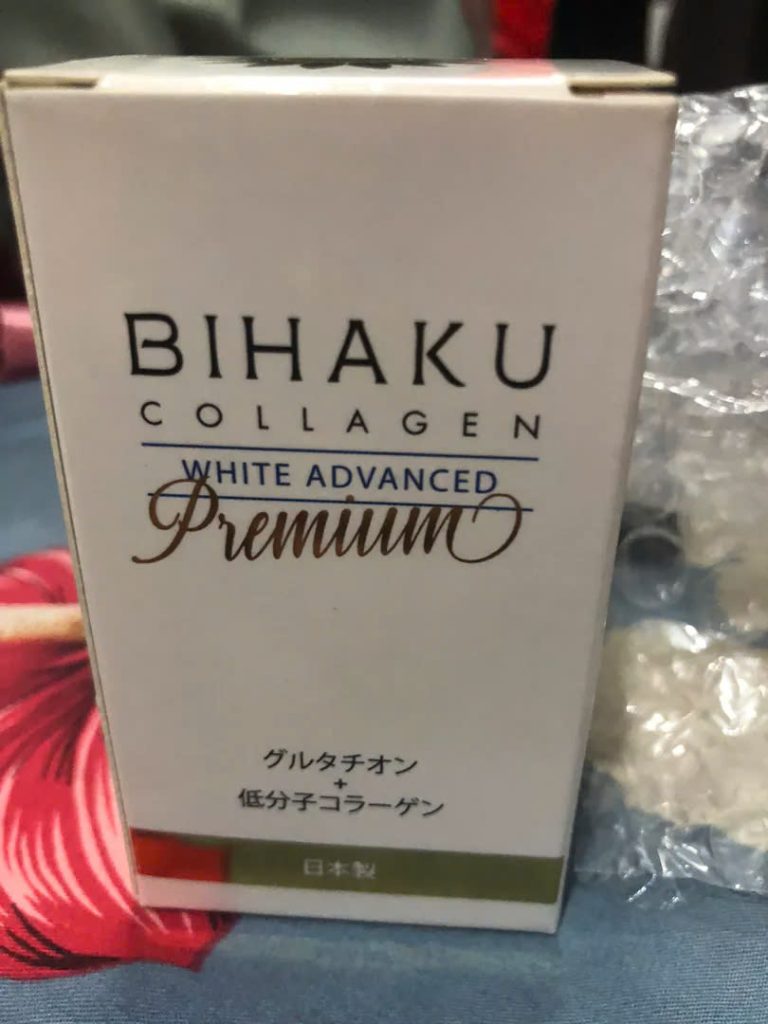 BIHAKU
COLLAGEN
WHITE ADVANCED
Premium
グルタチオン
+
低分子コラーゲン
日本製